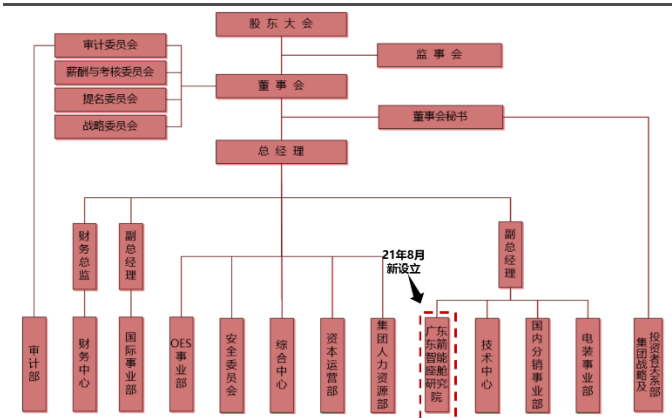 股东大会
审计委员会
监事会
薪酬与考核委员会
董事会
提名委员会
战略委员会
董事会秘书
总经理
财务总监
副总经理
副总经理
21年8月
新设立
审计部
财务中心
国际事业部
OES事业部
安全委员会
综合中心
资本运营部
集团人力资源部
广东东箭智能座舱研究院
技术中心
国内分销事业部
电装事业部
集团战略及
投资者关系部